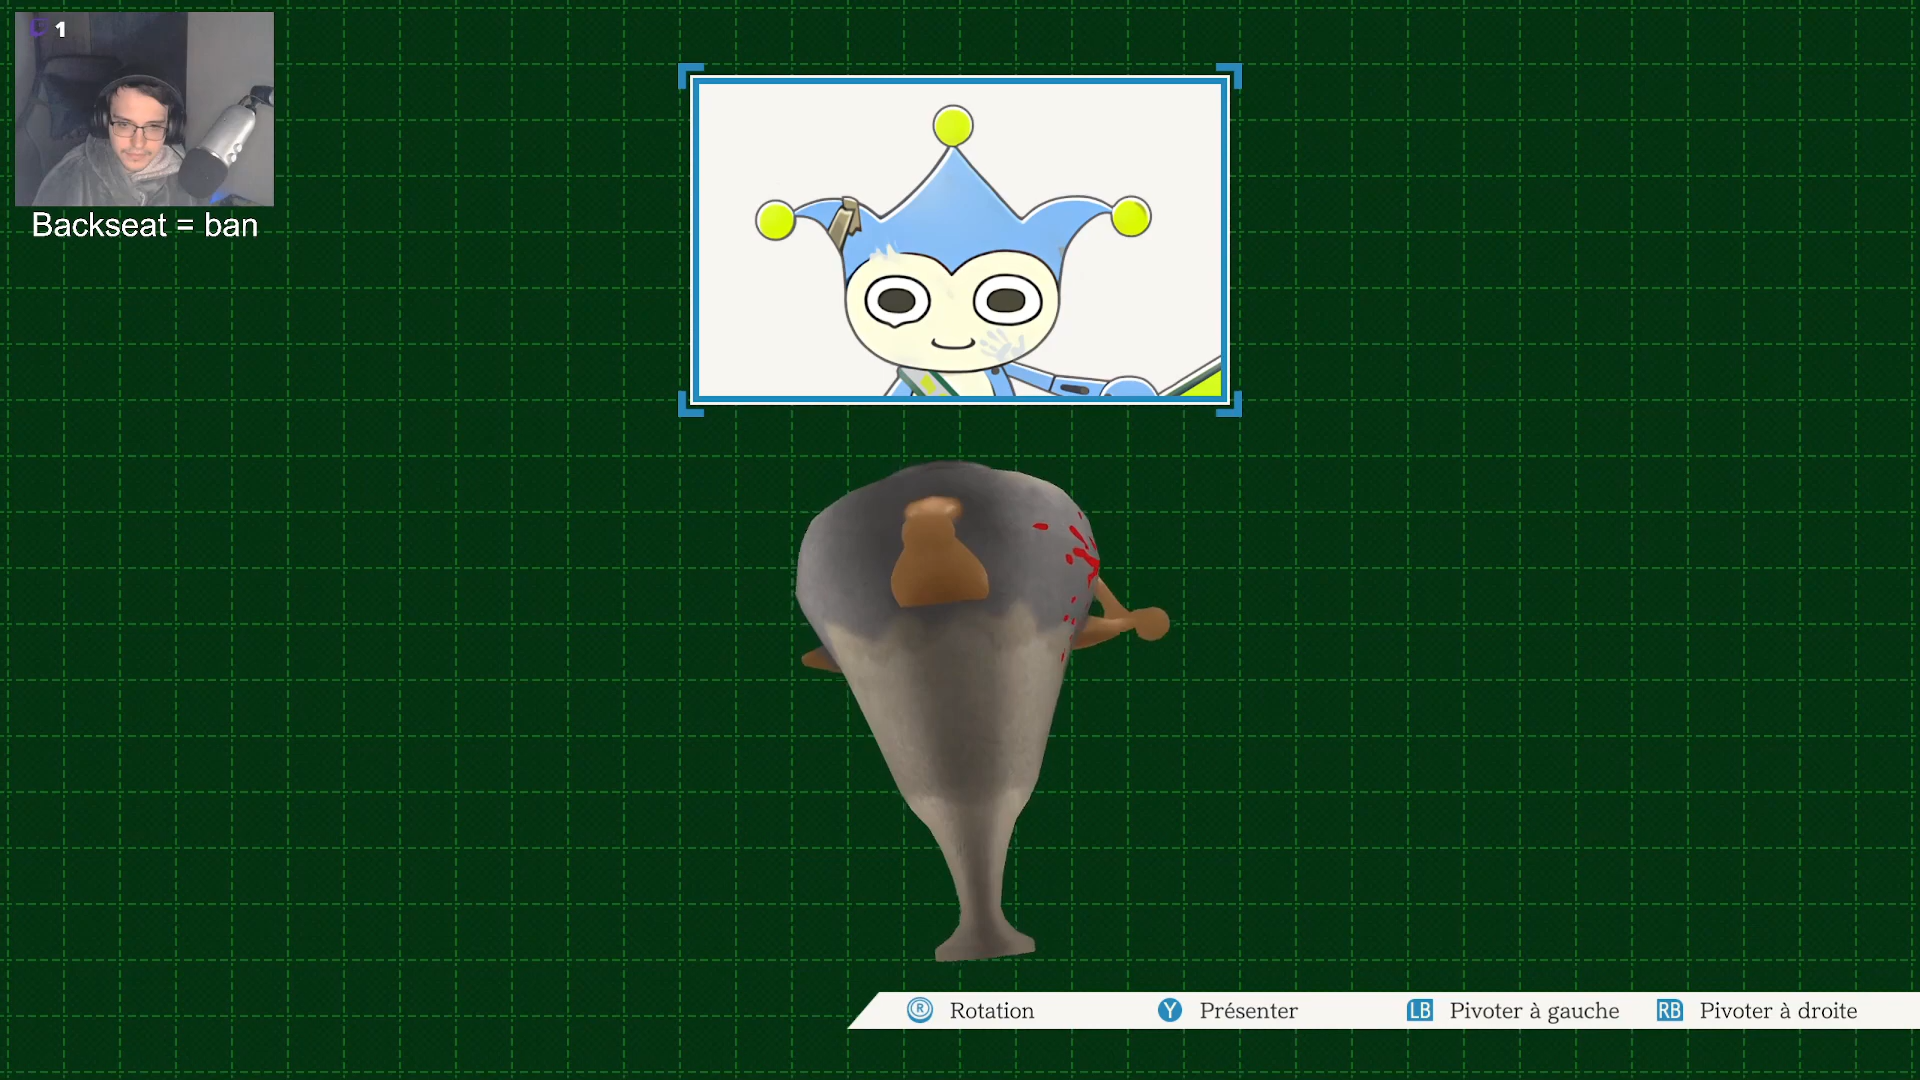 1
Backseat = ban
R Rotation
Y Présenter
LB Pivoter à gauche
RB Pivoter à droite